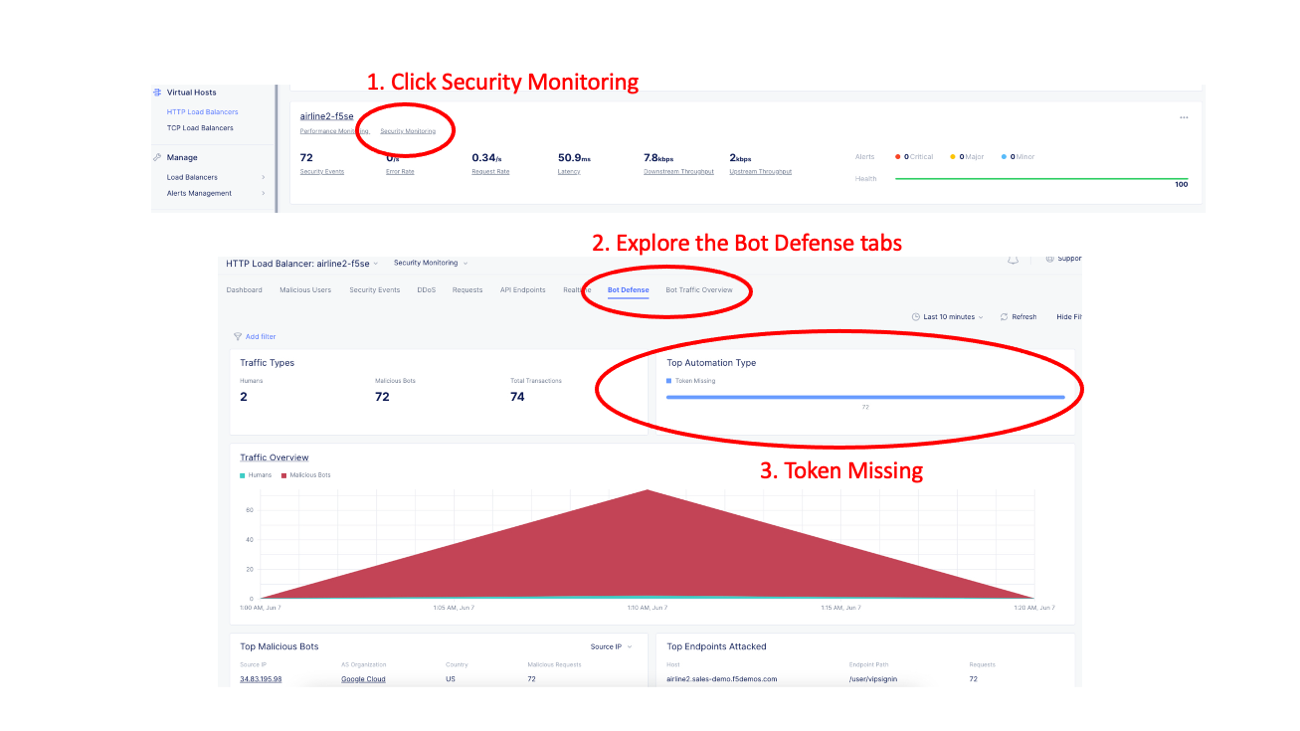 1. Click Security Monitoring
Virtual Hosts
HTTP Load Balancers
TCP Load Balancers
Manage
Load Balancers
Alerts Management
airline2-f5se
Performance Monitoring Security Monitoring
72 0/s 0.34/s 50.9ms 7.8kbps 2kbps
Security Events Error Rate Request Rate Latency Downstream Throughput Upstream Throughput
Alerts 0 Critical 0 Major 0 Minor
Health
100
2. Explore the Bot Defense tabs
HTTP Load Balancer: airline2-f5se Security Monitoring Suppor
Dashboard Malicious Users Security Events DDoS Requests API Endpoints Realtime Bot Defense Bot Traffic Overview
Last 10 minutes Refresh Hide Fil
Add filter
Traffic Types
Humans Malicious Bots Total Transactions
2 72 74
Top Automation Type
Token Missing
72
3. Token Missing
Traffic Overview
Humans Malicious Bots
60
40
20
0
1:00 AM, Jun 7 1:05 AM, Jun 7 1:10 AM, Jun 7 1:15 AM, Jun 7 1:20 AM, Jun 7
Top Malicious Bots Source IP
Source IP AS Organization Country Malicious Requests
34.83.195.98 Google Cloud US 72
Top Endpoints Attacked
Host Endpoint Path Requests
airline2.sales-demo.f5demos.com /user/vipsignin 72